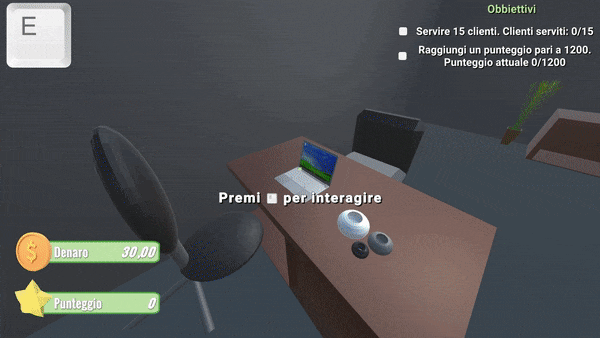 E
Obbiettivi
Servire 15 clienti. Clienti serviti: 0/15
Raggiungi un punteggio pari a 1200.
Punteggio attuale 0/1200
Premi per interagire
Denaro 30,00
Punteggio 0